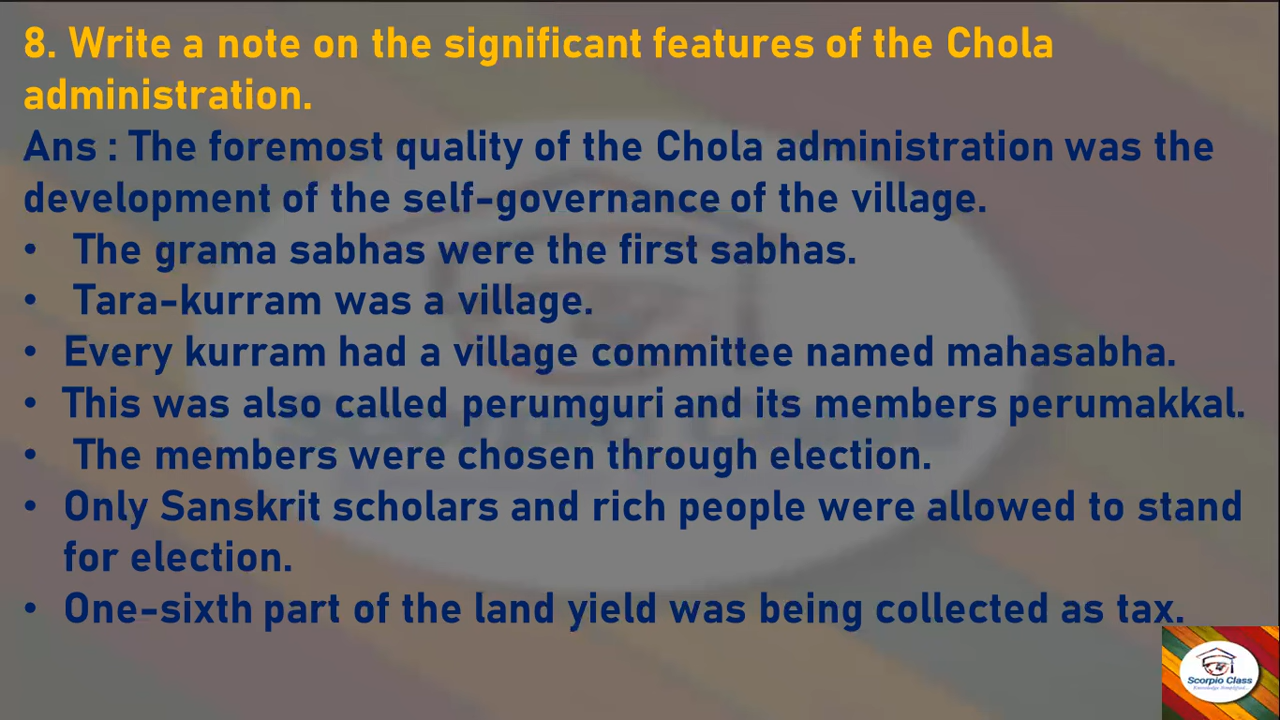 8. Write a note on the significant features of the Chola
administration.
Ans : The foremost quality of the Chola administration was the
development of the self-governance of the village.
• The grama sabhas were the first sabhas.
• Tara-kurram was a village.
• Every kurram had a village committee named mahasabha.
• This was also called perumguri and its members perumakkal.
• The members were chosen through election.
• Only Sanskrit scholars and rich people were allowed to stand
for election.
• One-sixth part of the land yield was being collected as tax.
Scorpio Class